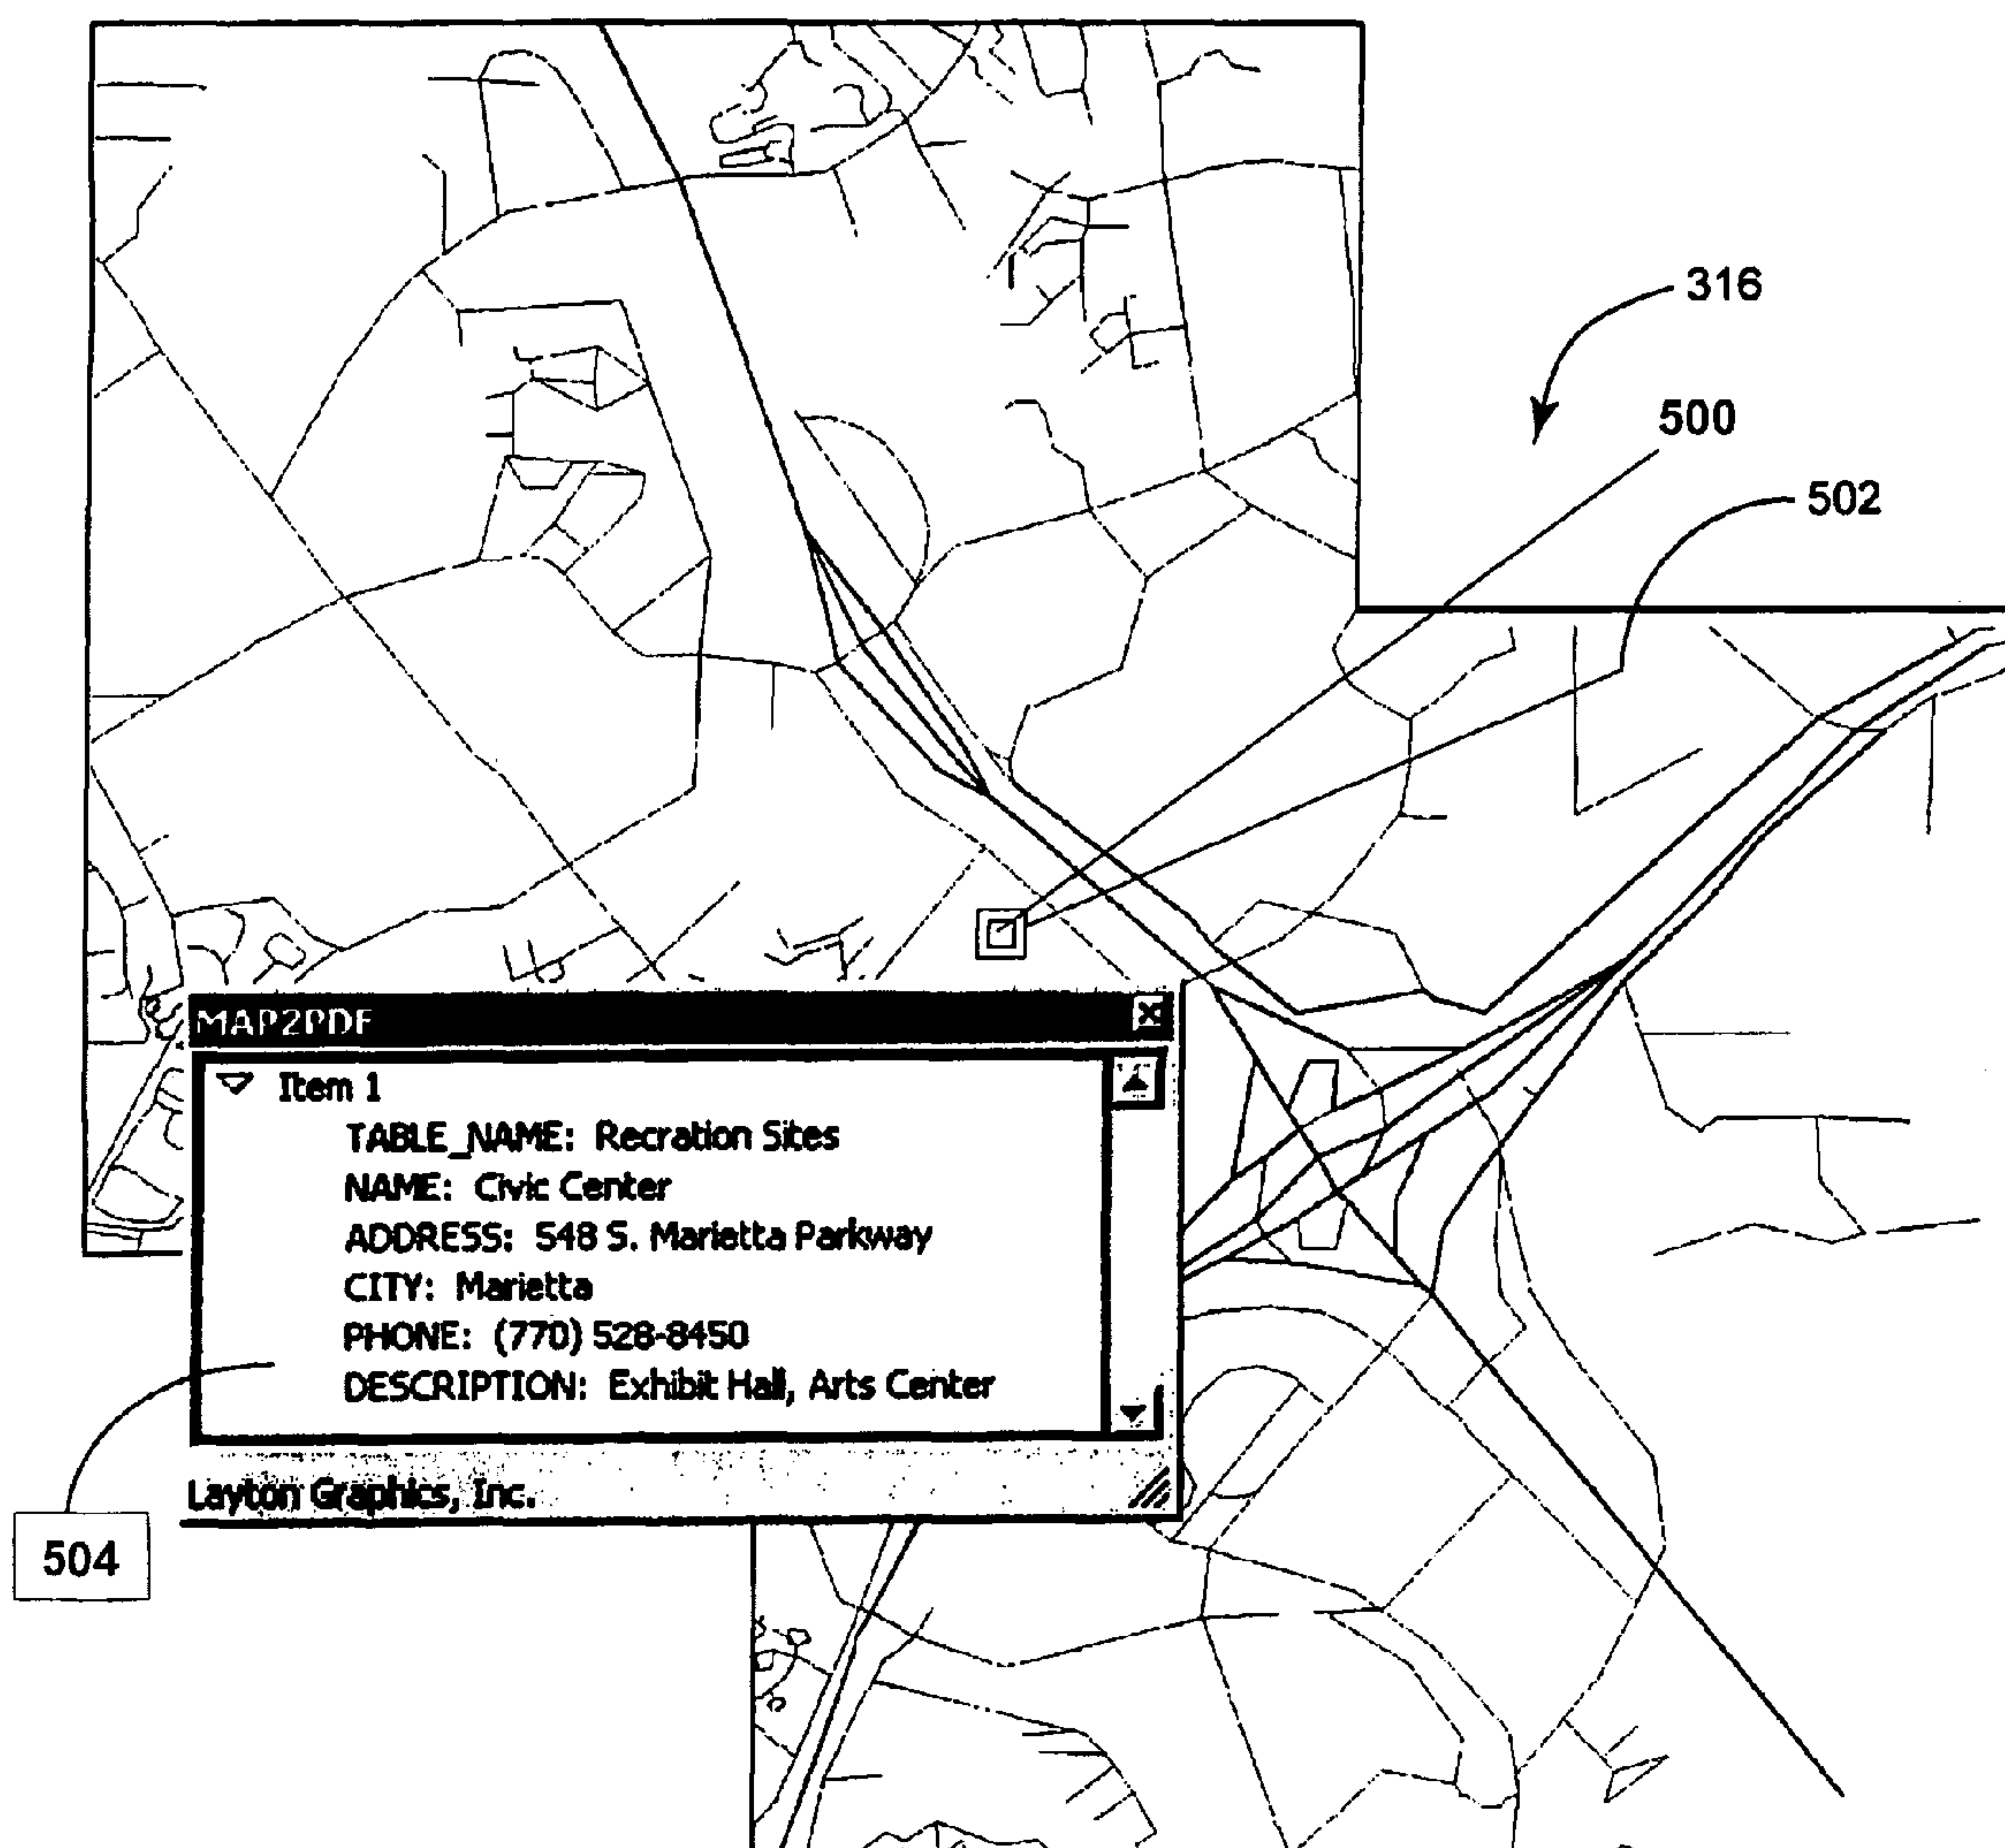 316
500
502
MAP2PDF
Item 1
TABLE_NAME: Recration Sites
NAME: Civic Center
ADDRESS: 548 S. Marietta Parkway
CITY: Marietta
PHONE: (770) 528-8450
DESCRIPTION: Exhibit Hall, Arts Center
Layton Graphics, Inc.
504